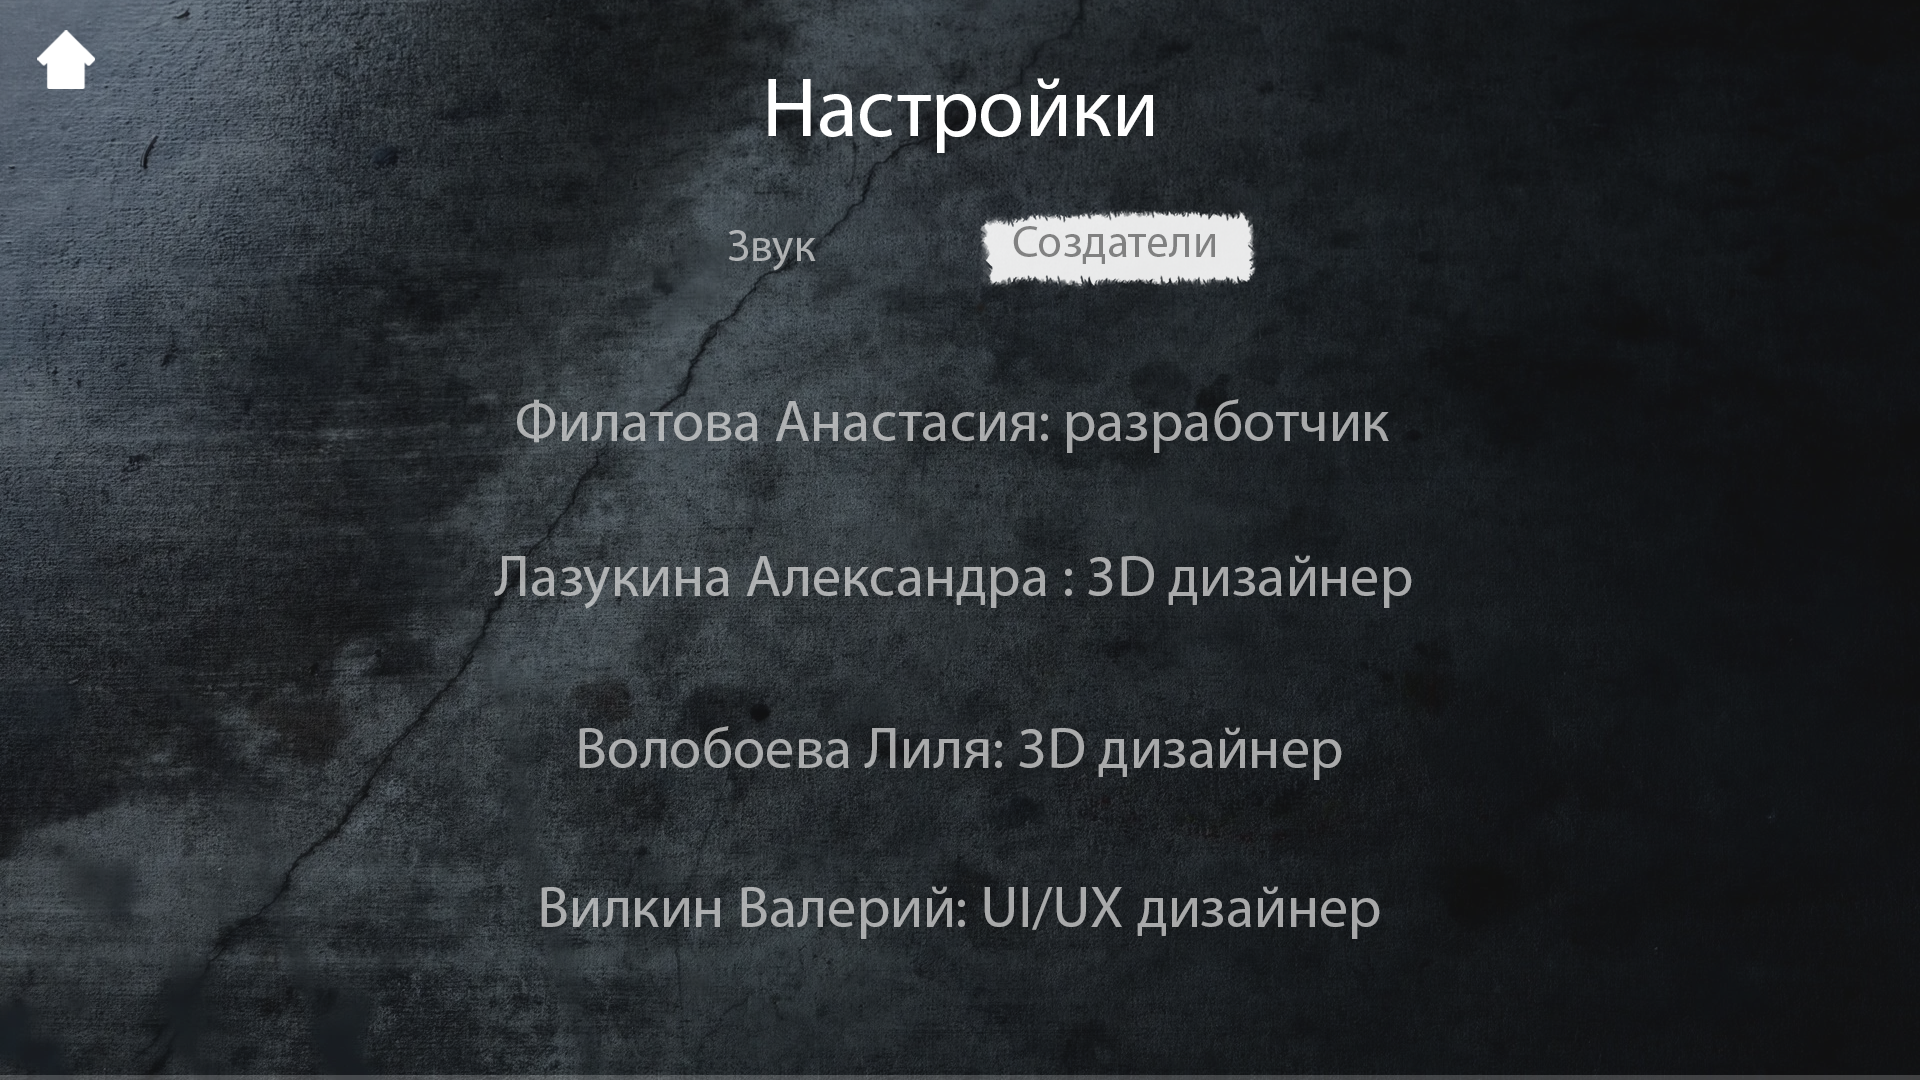 Настройки
Звук
Создатели
Филатова Анастасия: разработчик
Лазукина Александра : 3D дизайнер
Волобоева Лиля: 3D дизайнер
Вилкин Валерий: UI/UX дизайнер